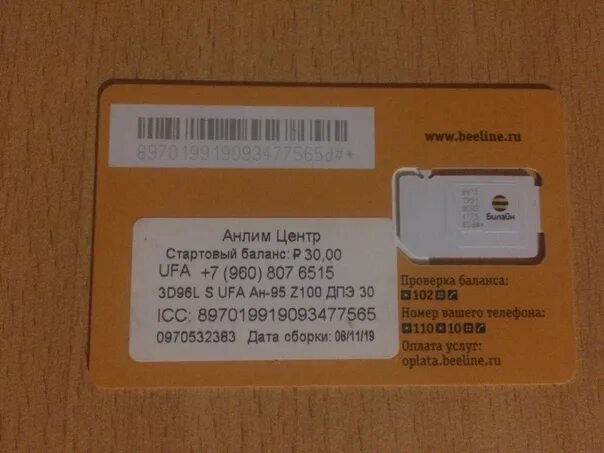 www.beeline.ru
8970199190934 77565d#*
Билайн
Анлим Центр
Стартовый баланс: ₽ 30,00
UFA +7 (960) 807 6515
3D96L S UFA Ан-95 Z100 ДПЭ 30
ICC: 897019919093477565
0970532383 Дата сборки: 08/11/19
Проверка баланса:
*102#
Номер вашего телефона:
*110*10#
Оплата услуг:
oplata.beeline.ru